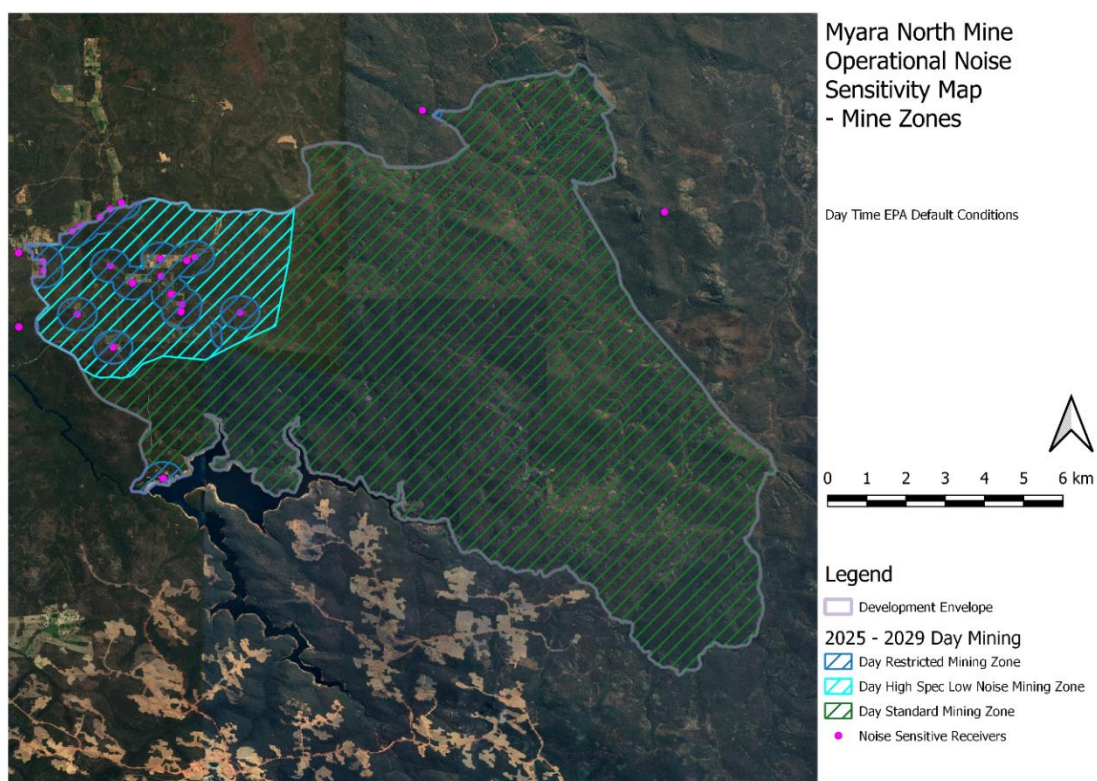 Myara North Mine
Operational Noise
Sensitivity Map
- Mine Zones
Day Time EPA Default Conditions
0 1 2 3 4 5 6 km
Legend
Development Envelope
2025 - 2029 Day Mining
Day Restricted Mining Zone
Day High Spec Low Noise Mining Zone
Day Standard Mining Zone
Noise Sensitive Receivers